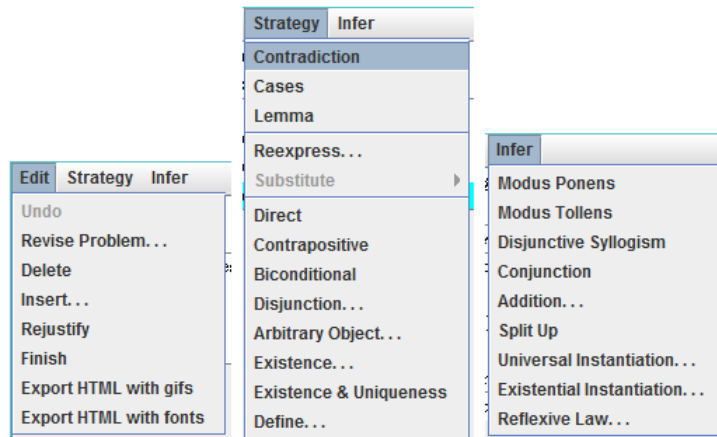 Edit Strategy Infer
Undo
Revise Problem. . .
Delete
Insert. . .
Rejustify
Finish
Export HTML with gifs
Export HTML with fonts
Strategy Infer
Contradiction
Cases
Lemma
Reexpress. . .
Substitute
Direct
Contrapositive
Biconditional
Disjunction. . .
Arbitrary Object. . .
Existence. . .
Existence & Uniqueness
Define. . .
Infer
Modus Ponens
Modus Tollens
Disjunctive Syllogism
Conjunction
Addition. . .
Split Up
Universal Instantiation. . .
Existential Instantiation. . .
Reflexive Law. . .